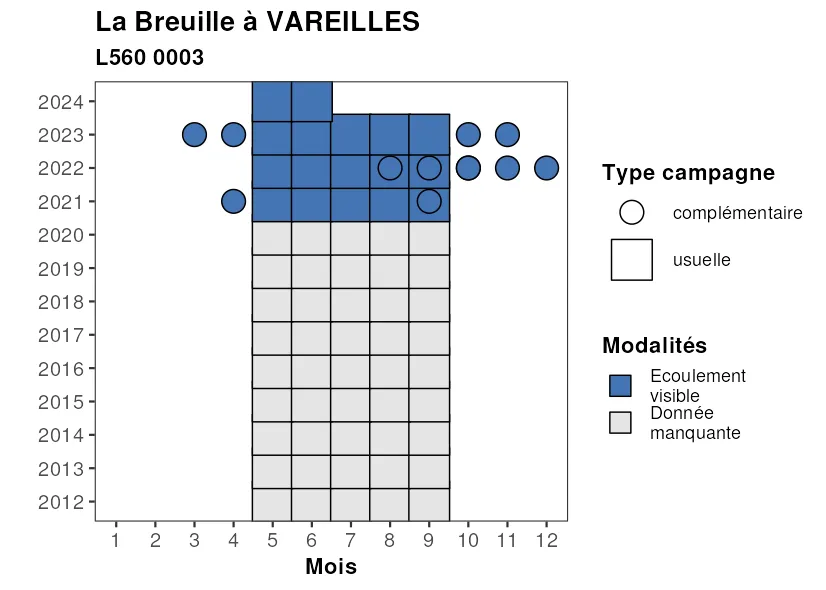 La Breuille à VAREILLES
L560 0003
2024
2023
2022
2021
2020
2019
2018
2017
2016
2015
2014
2013
2012
1 2 3 4 5 6 7 8 9 10 11 12
Mois
Type campagne
complémentaire
usuelle
Modalités
Ecoulement
visible
Donnée
manquante